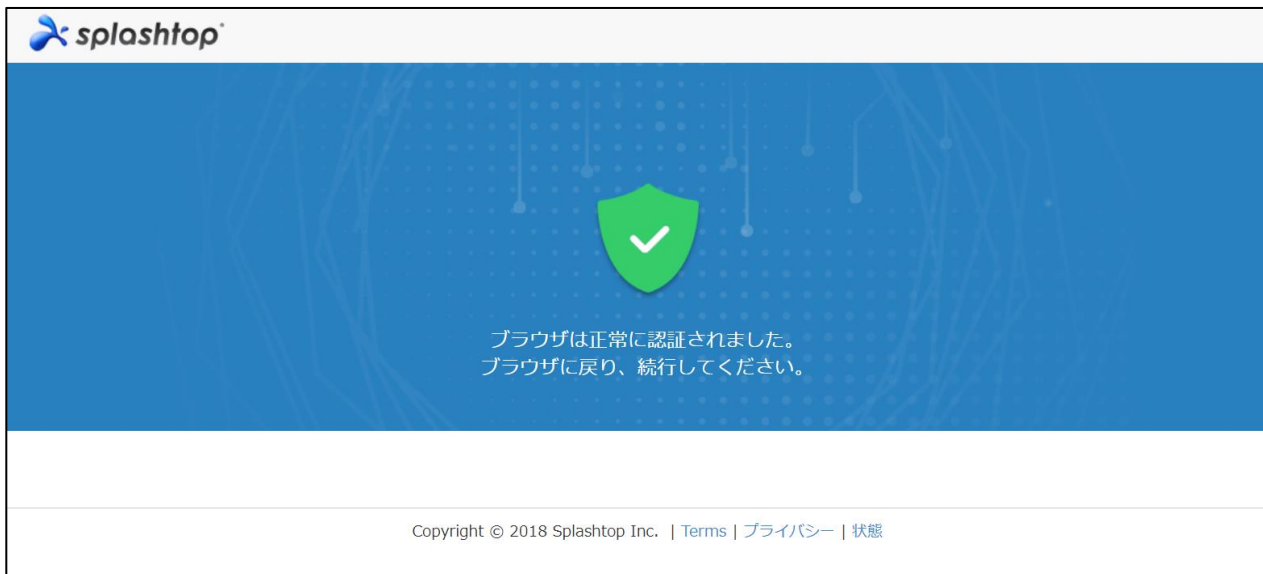 splashtop®
ブラウザは正常に認証されました。
ブラウザに戻り、続行してください。
Copyright © 2018 Splashtop Inc. | Terms | プライバシー | 状態